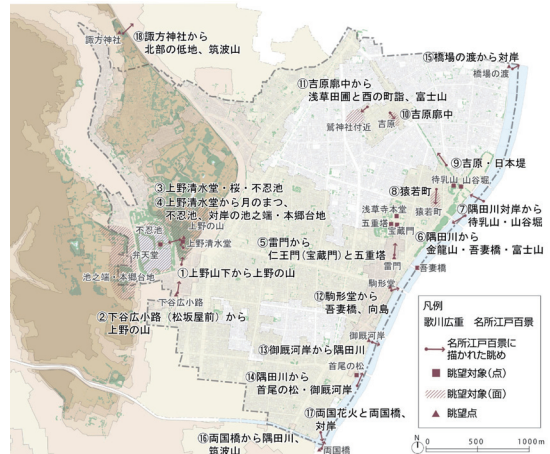 ⑱諏方神社から
北部の低地、筑波山
諏方神社
⑮橋場の渡から対岸
橋場の渡
⑪吉原廓中から
浅草田圃と酉の町詣、富士山
⑩吉原廓中
鷲神社付近
吉原
⑨吉原・日本堤
待乳山
山谷堀
③上野清水堂・桜・不忍池
④上野清水堂から月のまつ、
不忍池、対岸の池之端・本郷台地
上野の山
⑧猿若町
猿若町
⑦隅田川対岸から
待乳山・山谷堀
浅草寺本堂
五重塔
宝蔵門
不忍池
弁天堂
上野清水堂
⑤雷門から
仁王門(宝蔵門)と五重塔
⑥隅田川から
金龍山・吾妻橋・富士山
雷門
吾妻橋
池之端・本郷台地
①上野山下から上野の山
下谷広小路
駒形堂
②下谷広小路（松坂屋前）から
上野の山
⑫駒形堂から
吾妻橋、向島
御厩河岸
⑬御厩河岸から隅田川
首尾の松
⑭隅田川から
首尾の松・御厩河岸
⑰両国花火と両国橋、
対岸
⑯両国橋から隅田川、
筑波山
両国橋
凡例
歌川広重　名所江戸百景
名所江戸百景に
描かれた眺め
眺望対象(点)
眺望対象(面)
眺望点
N
0 500 1000m